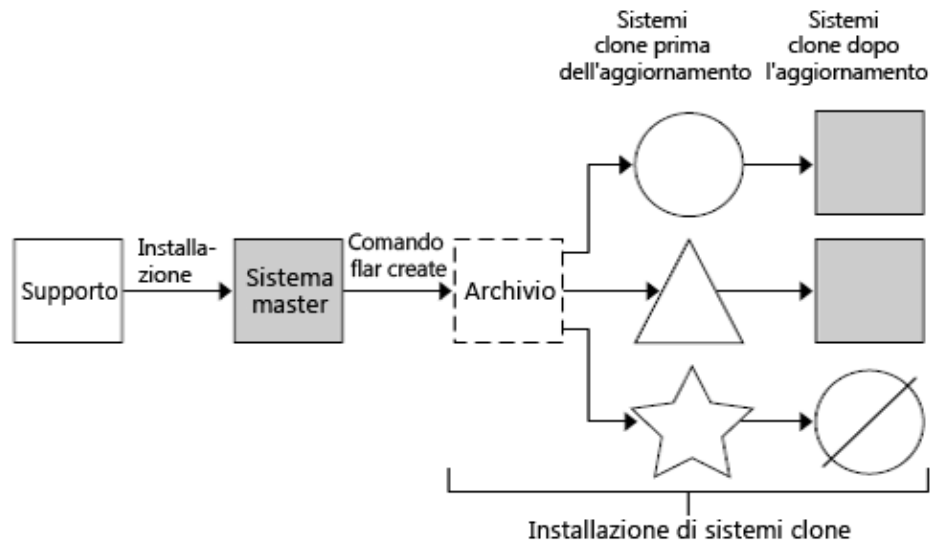 Sistemi
clone prima
dell'aggiornamento
Sistemi
clone dopo
l'aggiornamento
Supporto
Installa-
zione
Sistema
master
Comando
flar create
Archivio
Installazione di sistemi clone